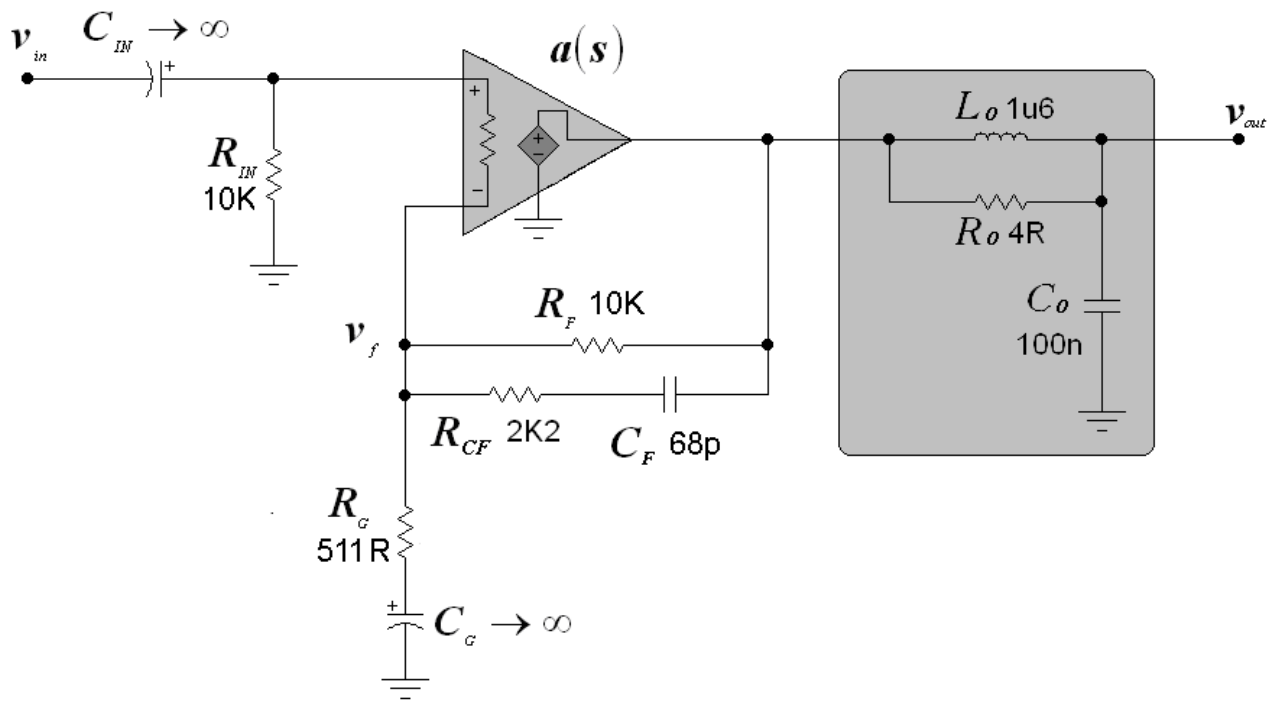 v_in
C_IN → ∞
a(s)
L_O 1u6
v_out
R_IN
10K
+
−
+
−
+
R_O 4R
R_F 10K
C_O
100n
v_f
R_CF 2K2
C_F 68p
R_G
511R
+
C_G → ∞